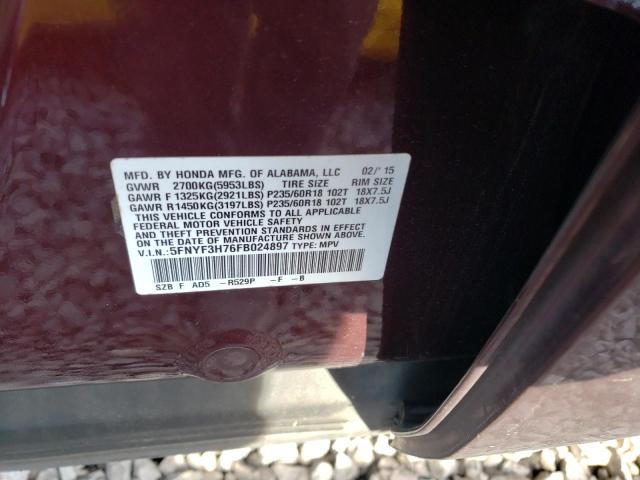 MFD. BY HONDA MFG. OF ALABAMA, LLC 02/'15
GVWR 2700KG(5953LBS) TIRE SIZE RIM SIZE
GAWR F 1325KG(2921LBS) P235/60R18 102T 18X7.5J
GAWR R1450KG(3197LBS) P235/60R18 102T 18X7.5J
THIS VEHICLE CONFORMS TO ALL APPLICABLE
FEDERAL MOTOR VEHICLE SAFETY
AND THEFT PREVENTION STANDARDS IN EFFECT
ON THE DATE OF MANUFACTURE SHOWN ABOVE.
V.I.N.:5FNYF3H76FB024897 TYPE: MPV
SZB F AD5 -R529P -F -B